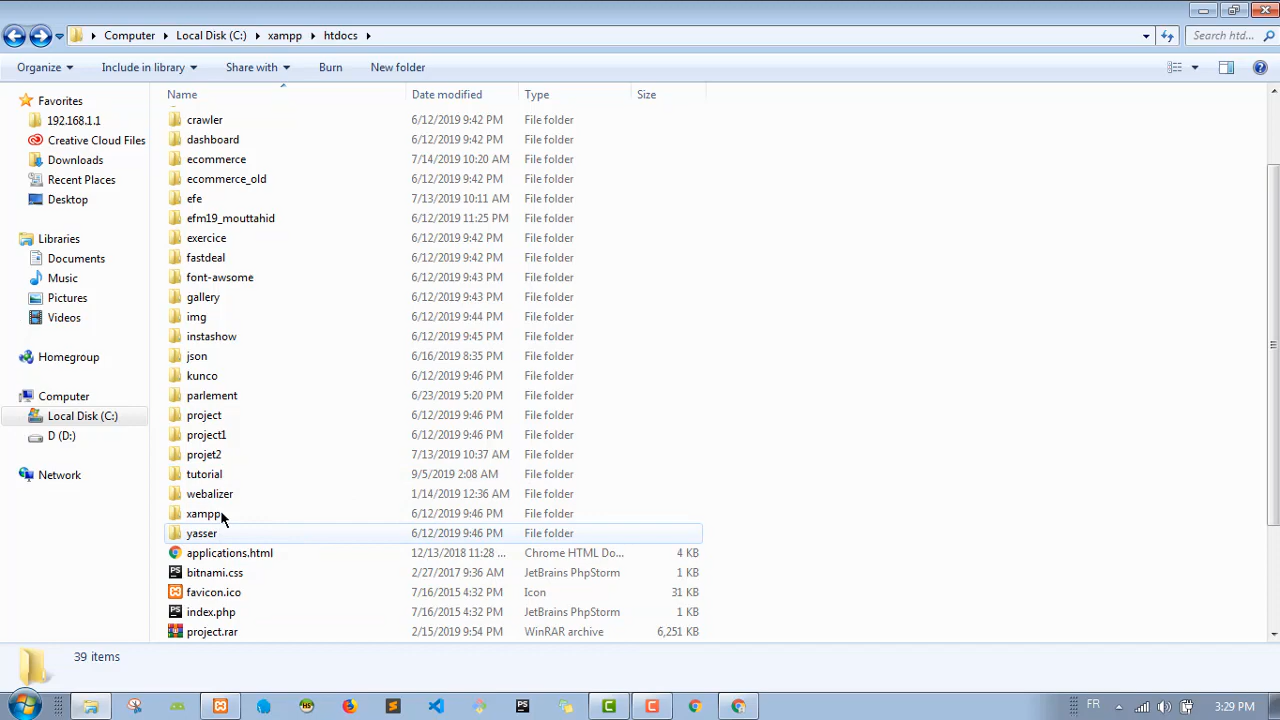 Computer Local Disk (C:) xampp htdocs Search htd...
Organize Include in library Share with Burn New folder
Name Date modified Type Size
Favorites
192.168.1.1
Creative Cloud Files
Downloads
Recent Places
Desktop
Libraries
Documents
Music
Pictures
Videos
Homegroup
Computer
Local Disk (C:)
D (D:)
Network
crawler 6/12/2019 9:42 PM File folder
dashboard 6/12/2019 9:42 PM File folder
ecommerce 7/14/2019 10:20 AM File folder
ecommerce_old 6/12/2019 9:42 PM File folder
efe 7/13/2019 10:11 AM File folder
efm19_mouttahid 6/12/2019 11:25 PM File folder
exercice 6/12/2019 9:42 PM File folder
fastdeal 6/12/2019 9:42 PM File folder
font-awsome 6/12/2019 9:43 PM File folder
gallery 6/12/2019 9:43 PM File folder
img 6/12/2019 9:44 PM File folder
instashow 6/12/2019 9:45 PM File folder
json 6/16/2019 8:35 PM File folder
kunco 6/12/2019 9:46 PM File folder
parlement 6/23/2019 5:20 PM File folder
project 6/12/2019 9:46 PM File folder
project1 6/12/2019 9:46 PM File folder
projet2 7/13/2019 10:37 AM File folder
tutorial 9/5/2019 2:08 AM File folder
webalizer 1/14/2019 12:36 AM File folder
xampp 6/12/2019 9:46 PM File folder
yasser 6/12/2019 9:46 PM File folder
applications.html 12/13/2018 11:28 ... Chrome HTML Do... 4 KB
bitnami.css 2/27/2017 9:36 AM JetBrains PhpStorm 1 KB
favicon.ico 7/16/2015 4:32 PM Icon 31 KB
index.php 7/16/2015 4:32 PM JetBrains PhpStorm 1 KB
project.rar 2/15/2019 9:54 PM WinRAR archive 6,251 KB
39 items
FR 3:29 PM